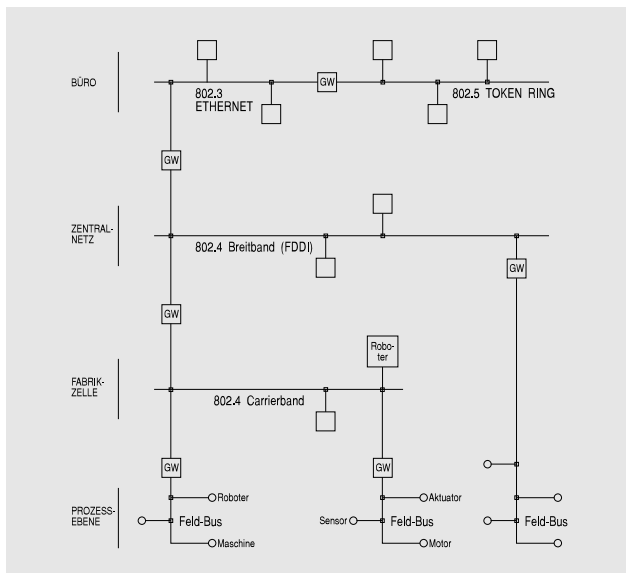 BÜRO
GW
802.3
ETHERNET
802.5 TOKEN RING
GW
ZENTRAL-
NETZ
802.4 Breitband (FDDI)
GW
GW
Robo-
ter
FABRIK-
ZELLE
802.4 Carrierband
GW
GW
PROZESS-
EBENE
Roboter
Feld-Bus
Maschine
Aktuator
Sensor
Feld-Bus
Motor
Feld-Bus